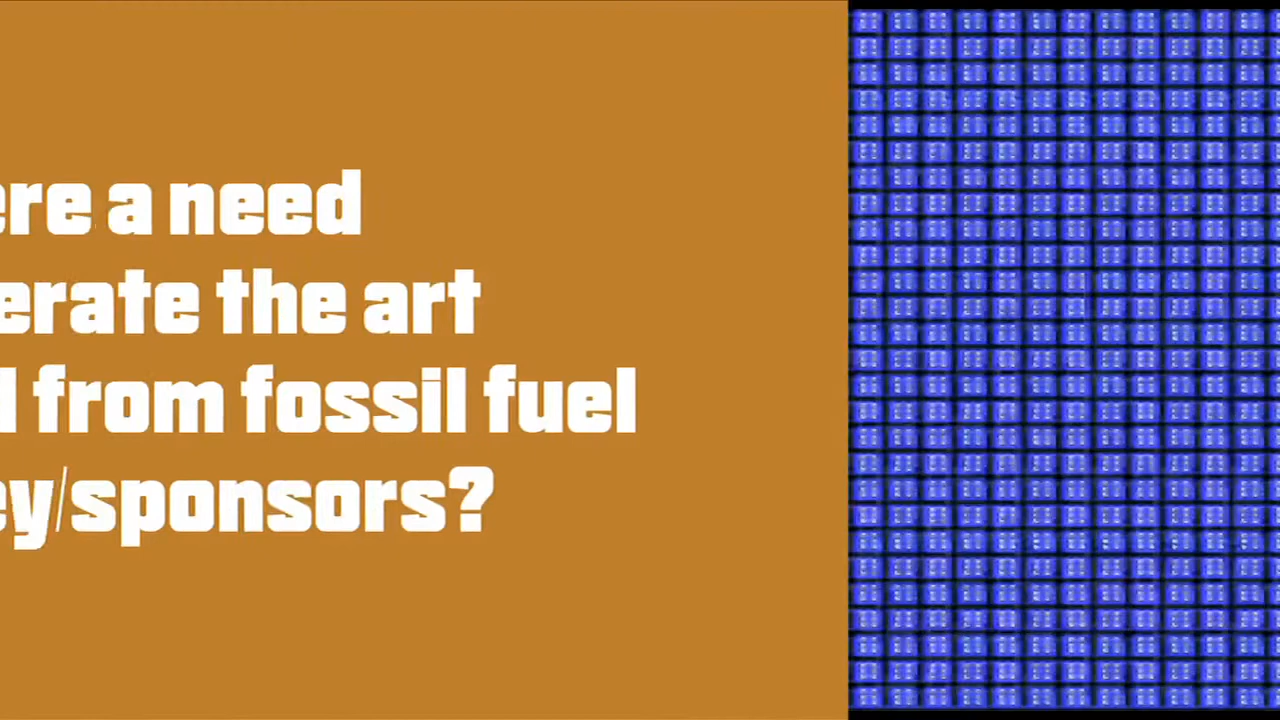 ere a need
erate the art
from fossil fuel
ey/sponsors?